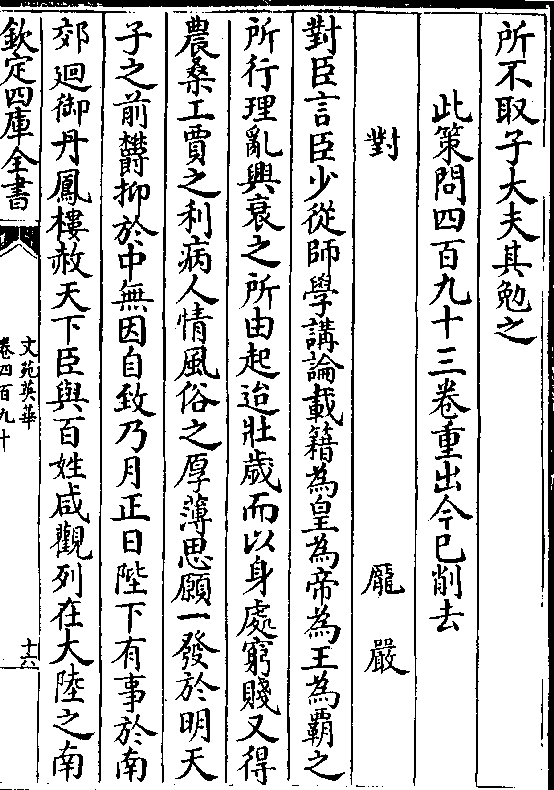 所不取子大夫其勉之
此策問四百九十三卷重出今已削去
對　龎嚴
對臣言臣少從師學講論載籍為皇為帝為王為霸之
所行理亂興衰之所由起迨壯歲而以身處窮賤又得
農桑工賈之利病人情風俗之厚薄思願一發於明天
子之前欝抑於中無因自致乃月正日陛下有事於南
郊迴御丹鳳樓赦天下臣與百姓咸觀列在大陸之南
欽定四庫全書
文苑英華
卷四百九十
十六